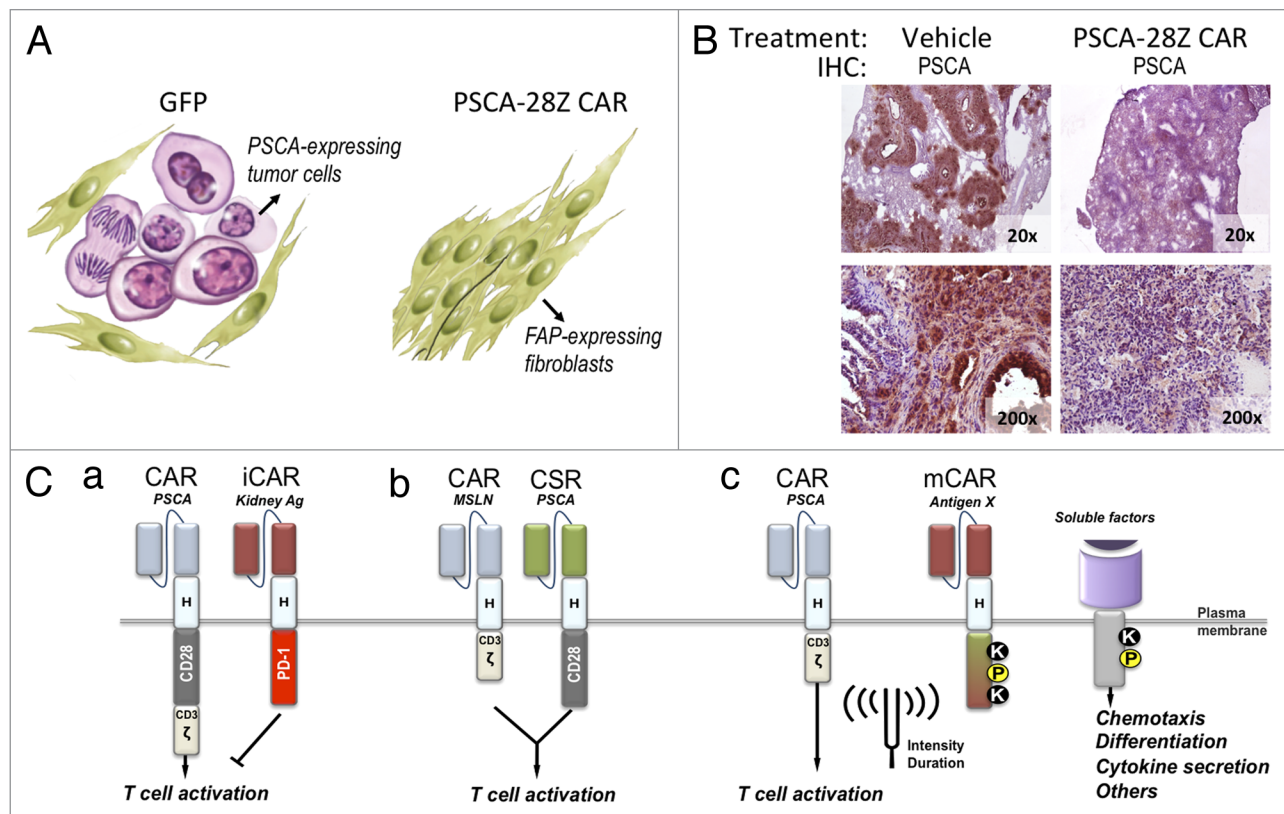 A
GFP
PSCA-expressing
tumor cells
PSCA-28Z CAR
FAP-expressing
fibroblasts
B
Treatment: Vehicle PSCA-28Z CAR
IHC: PSCA PSCA
20x 20x
200x 200x
C
a
CAR iCAR
PSCA Kidney Ag
H H
CD28 PD-1
CD3
ζ
T cell activation
b
CAR CSR
MSLN PSCA
H H
CD3
ζ
CD28
T cell activation
c
CAR mCAR
PSCA Antigen X
H H
CD3
ζ
K
P
K
Intensity
Duration
T cell activation
Soluble factors
Plasma
membrane
K
P
Chemotaxis
Differentiation
Cytokine secretion
Others